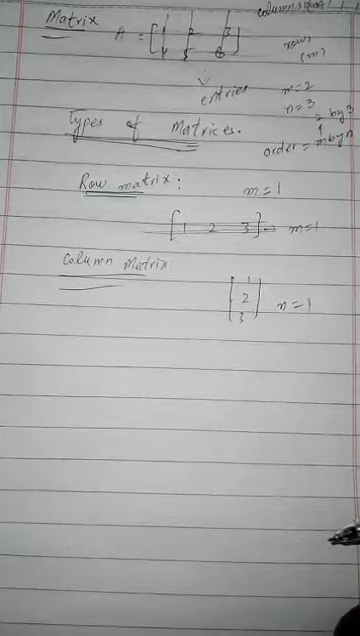 columns (n)
Matrix A = [1 2 3
4 5 6]
rows
(m)
entries
m = 2
n = 3
2 by 3
order = m by n
Types of Matrices.
Row matrix: m = 1
[1 2 3] m = 1
Column Matrix
[1
2
3] n = 1